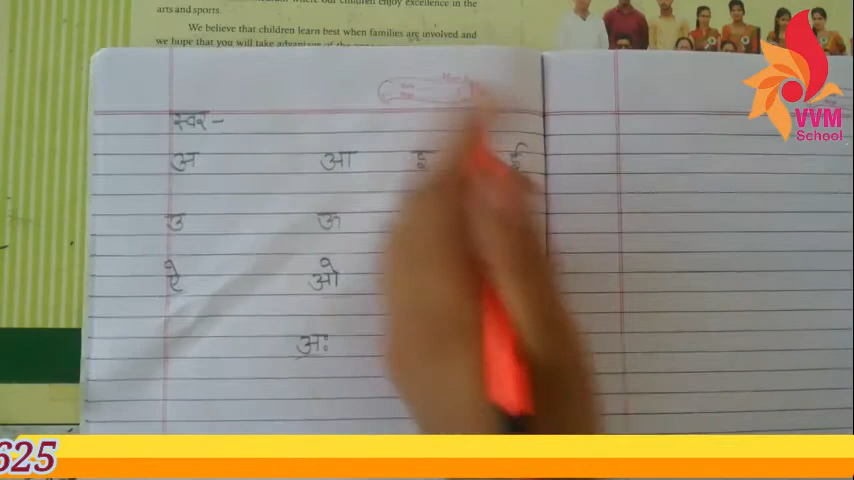 arts and sports.
We believe that children learn best when families are involved and
स्वर -
अ आ इ ई
उ ऊ
ऐ ओ
अः
VVM
School
625